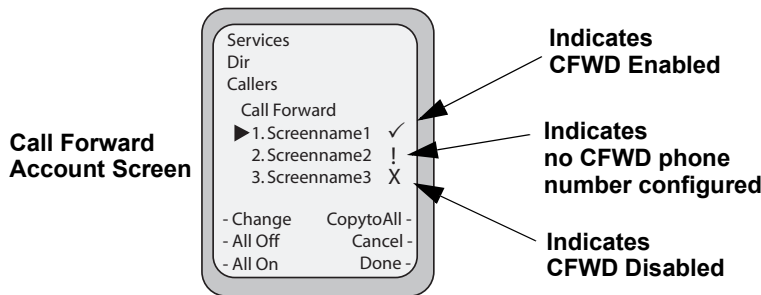 Call Forward
Account Screen
Services
Dir
Callers
Call Forward
▶1. Screenname1 ✓
2. Screenname2 !
3. Screenname3 X
- Change CopytoAll -
- All Off Cancel -
- All On Done -
Indicates
CFWD Enabled
Indicates
no CFWD phone
number configured
Indicates
CFWD Disabled